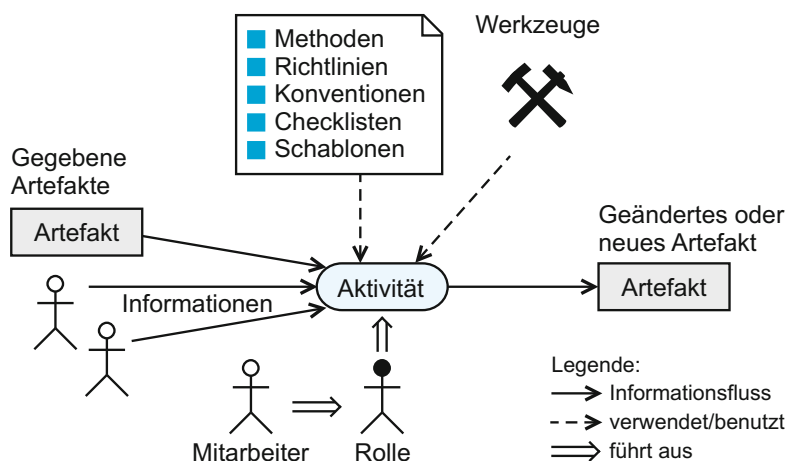 Methoden
Richtlinien
Konventionen
Checklisten
Schablonen
Werkzeuge
Gegebene
Artefakte
Artefakt
Informationen
Aktivität
Geändertes oder
neues Artefakt
Artefakt
Mitarbeiter
Rolle
Legende:
Informationsfluss
verwendet/benutzt
führt aus